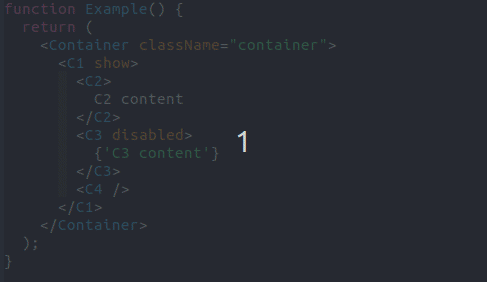 function Example() {
  return (
    <Container className="container">
      <C1 show>
        <C2>
          C2 content
        </C2>
        <C3 disabled>
          {'C3 content'}
        </C3>
        <C4 />
      </C1>
    </Container>
  );
}
1